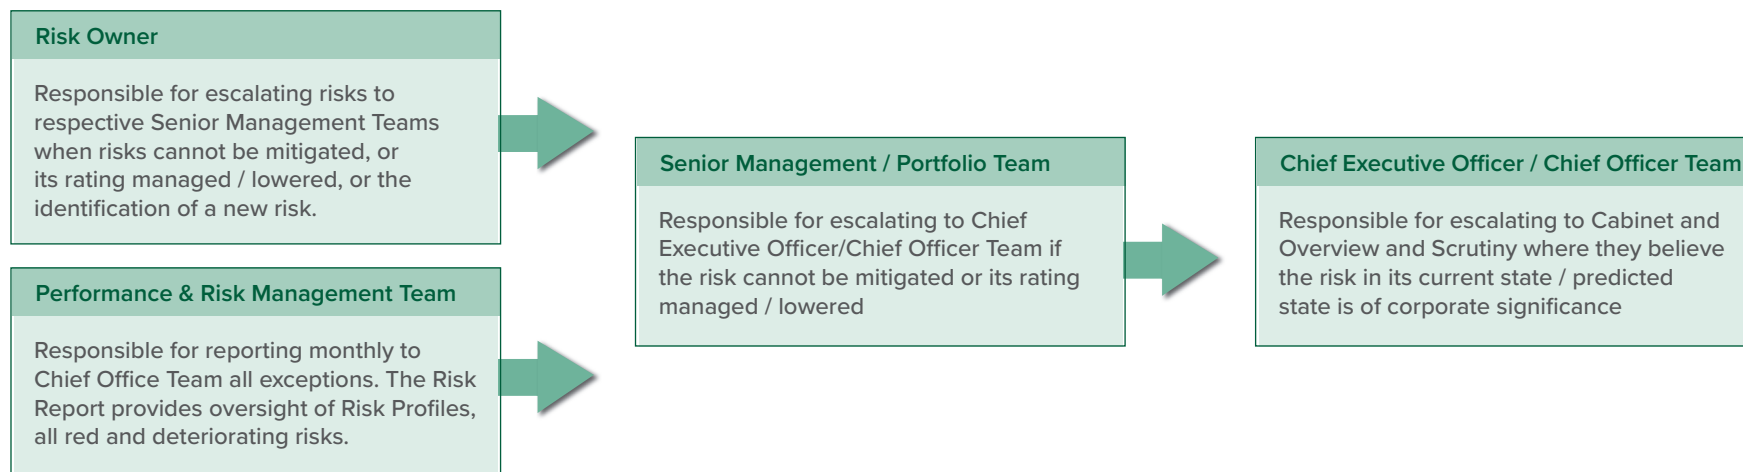 Risk Owner
Responsible for escalating risks to
respective Senior Management Teams
when risks cannot be mitigated, or
its rating managed / lowered, or the
identification of a new risk.
Performance & Risk Management Team
Responsible for reporting monthly to
Chief Office Team all exceptions. The Risk
Report provides oversight of Risk Profiles,
all red and deteriorating risks.
Senior Management / Portfolio Team
Responsible for escalating to Chief
Executive Officer/Chief Officer Team if
the risk cannot be mitigated or its rating
managed / lowered
Chief Executive Officer / Chief Officer Team
Responsible for escalating to Cabinet and
Overview and Scrutiny where they believe
the risk in its current state / predicted
state is of corporate significance